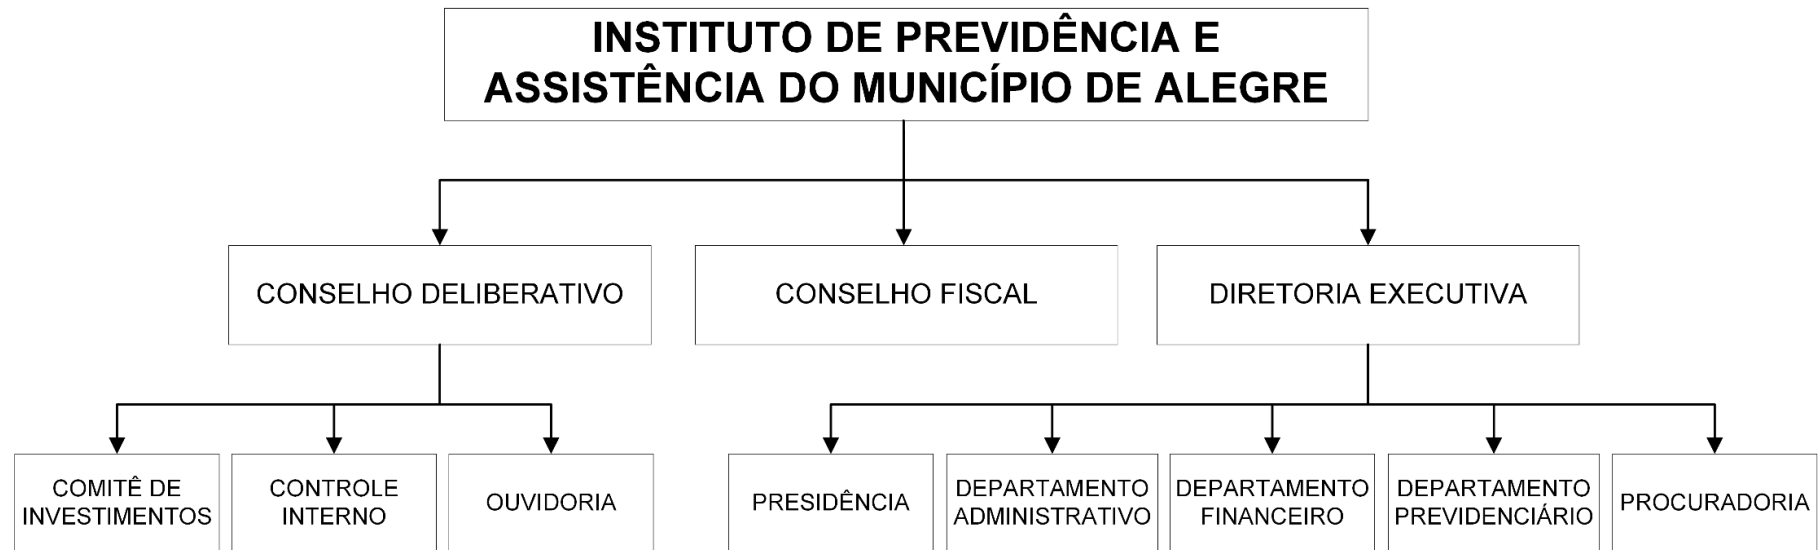 INSTITUTO DE PREVIDÊNCIA E
ASSISTÊNCIA DO MUNICÍPIO DE ALEGRE
CONSELHO DELIBERATIVO
CONSELHO FISCAL
DIRETORIA EXECUTIVA
COMITÊ DE
INVESTIMENTOS
CONTROLE
INTERNO
OUVIDORIA
PRESIDÊNCIA
DEPARTAMENTO
ADMINISTRATIVO
DEPARTAMENTO
FINANCEIRO
DEPARTAMENTO
PREVIDENCIÁRIO
PROCURADORIA